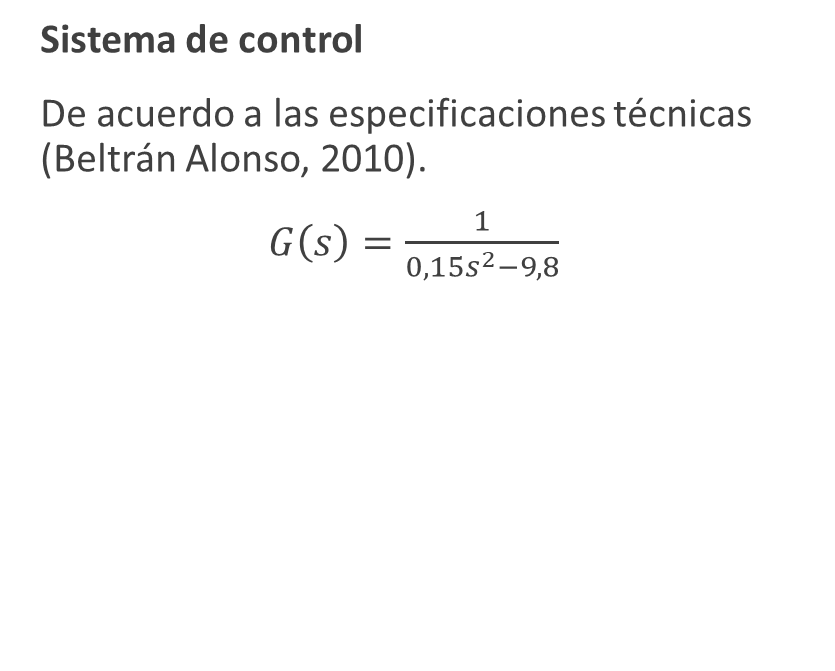 Sistema de control
De acuerdo a las especificaciones técnicas
(Beltrán Alonso, 2010).
G(s) = 1 / (0,15s² − 9,8)